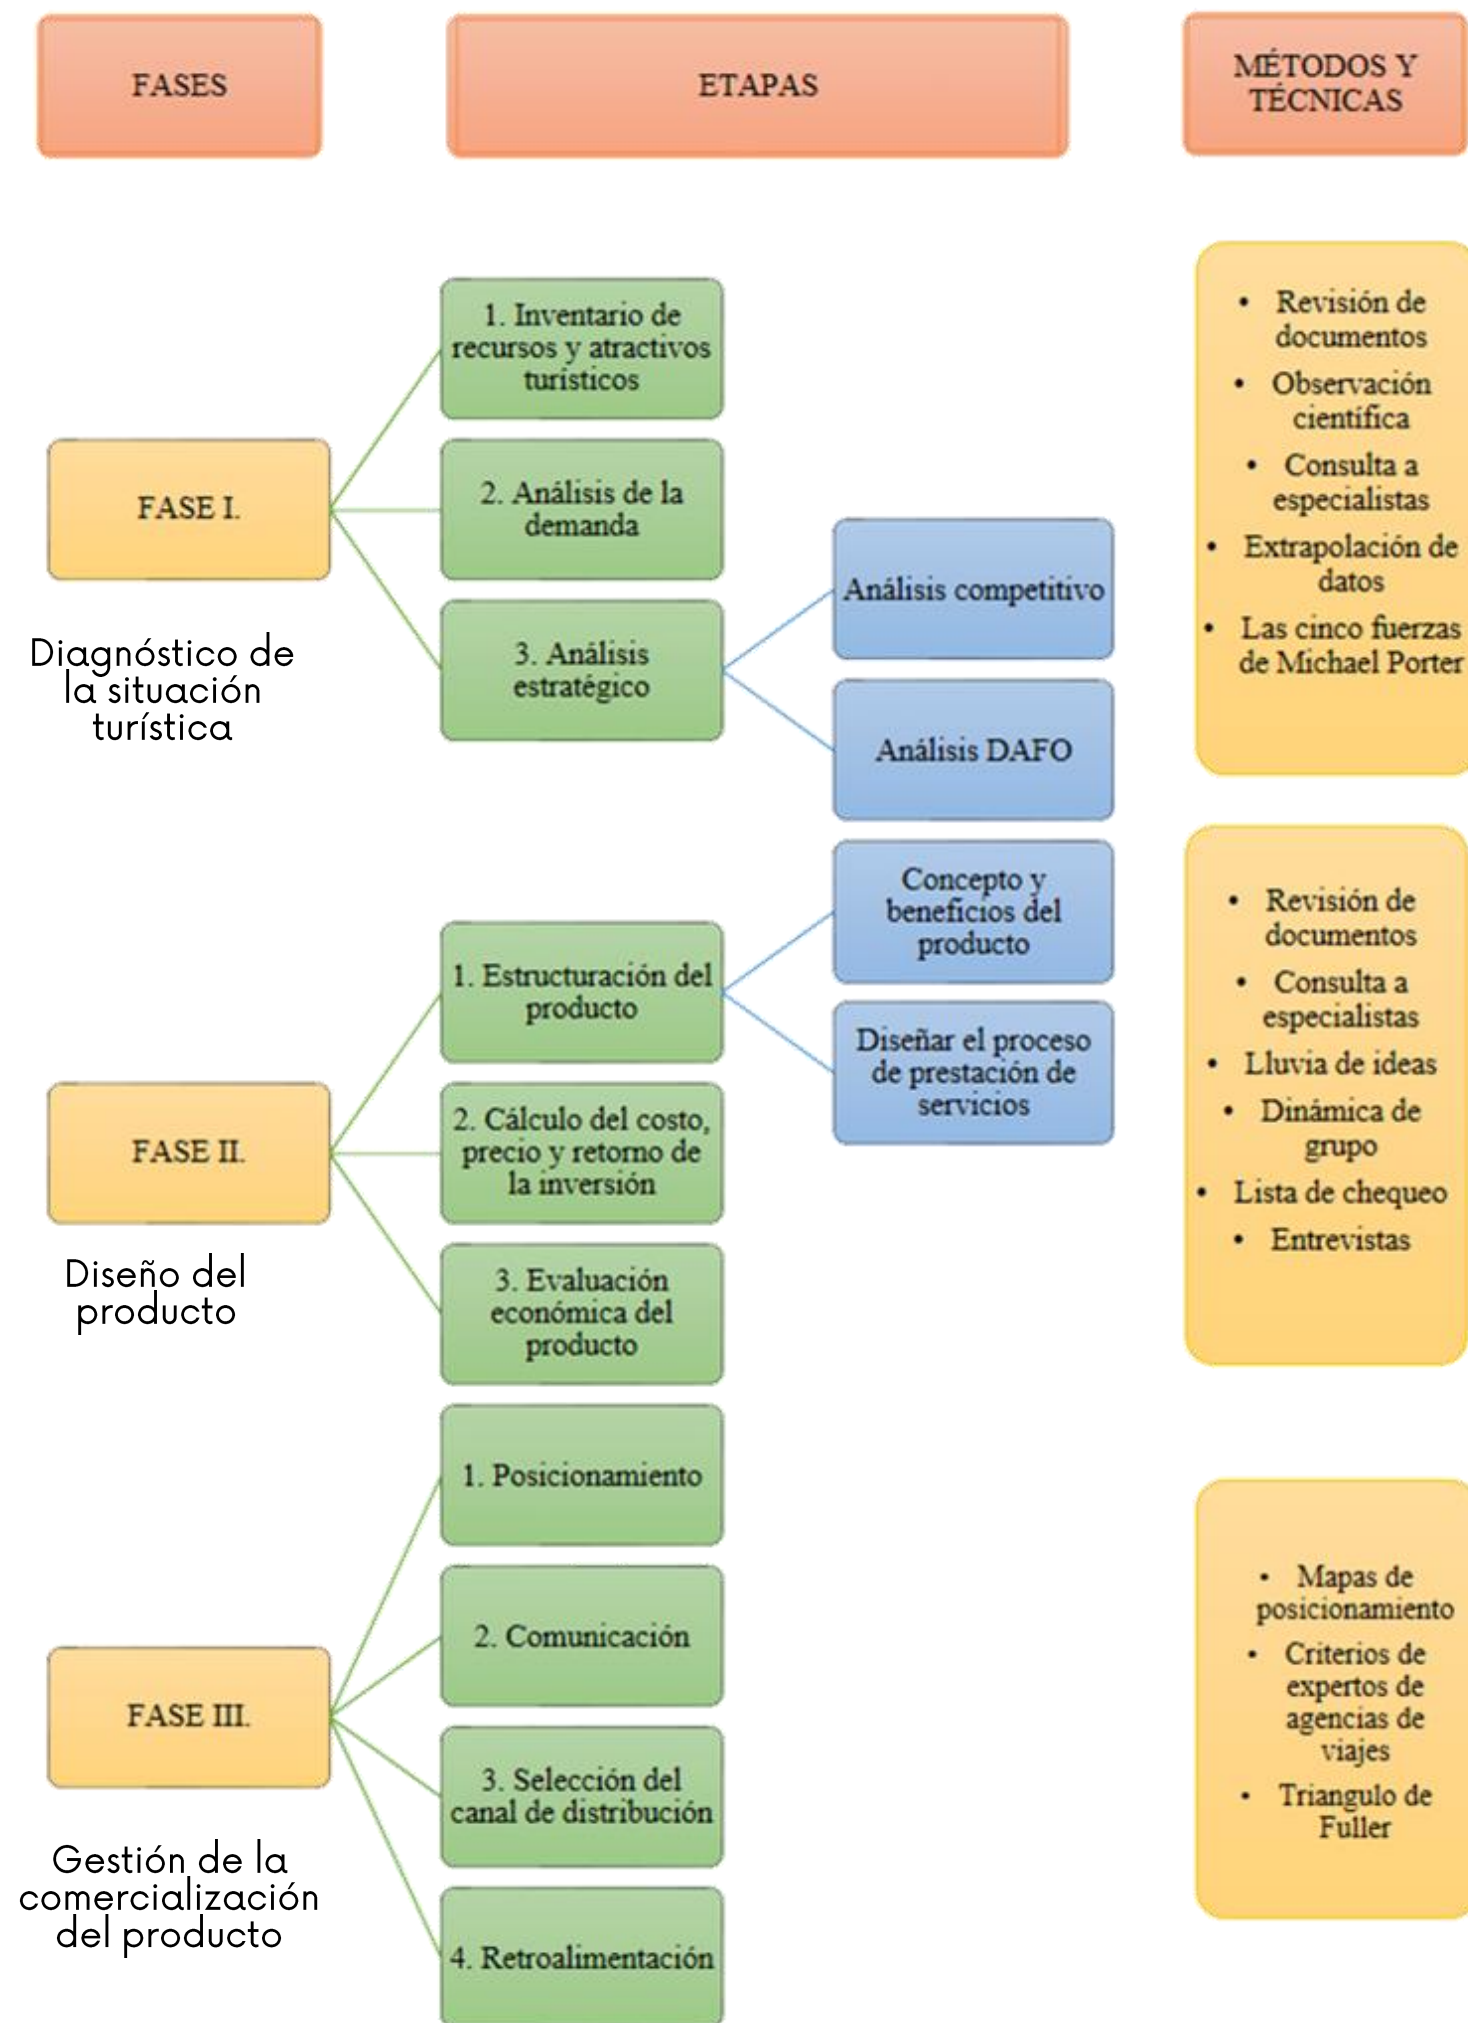 FASES
ETAPAS
MÉTODOS Y
TÉCNICAS
FASE I.
Diagnóstico de
la situación
turística
1. Inventario de
recursos y atractivos
turísticos
2. Análisis de la
demanda
3. Análisis
estratégico
Análisis competitivo
Análisis DAFO
• Revisión de
documentos
• Observación
científica
• Consulta a
especialistas
• Extrapolación de
datos
• Las cinco fuerzas
de Michael Porter
FASE II.
Diseño del
producto
1. Estructuración del
producto
2. Cálculo del costo,
precio y retorno de
la inversión
3. Evaluación
económica del
producto
Concepto y
beneficios del
producto
Diseñar el proceso
de prestación de
servicios
• Revisión de
documentos
• Consulta a
especialistas
• Lluvia de ideas
• Dinámica de
grupo
• Lista de chequeo
• Entrevistas
FASE III.
Gestión de la
comercialización
del producto
1. Posicionamiento
2. Comunicación
3. Selección del
canal de distribución
4. Retroalimentación
• Mapas de
posicionamiento
• Criterios de
expertos de
agencias de
viajes
• Triangulo de
Fuller